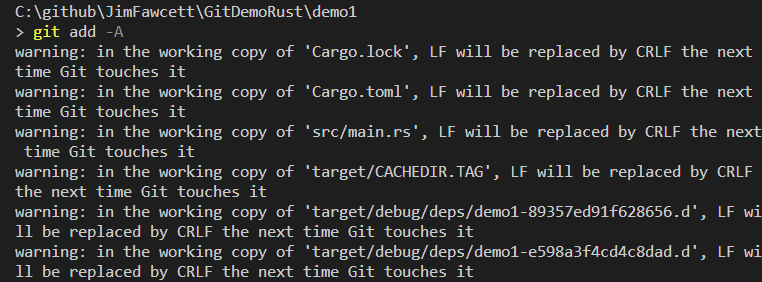 C:\github\JimFawcett\GitDemoRust\demo1
> git add -A
warning: in the working copy of 'Cargo.lock', LF will be replaced by CRLF the next
time Git touches it
warning: in the working copy of 'Cargo.toml', LF will be replaced by CRLF the next
time Git touches it
warning: in the working copy of 'src/main.rs', LF will be replaced by CRLF the next
 time Git touches it
warning: in the working copy of 'target/CACHEDIR.TAG', LF will be replaced by CRLF
the next time Git touches it
warning: in the working copy of 'target/debug/deps/demo1-89357ed91f628656.d', LF wi
ll be replaced by CRLF the next time Git touches it
warning: in the working copy of 'target/debug/deps/demo1-e598a3f4cd4c8dad.d', LF wi
ll be replaced by CRLF the next time Git touches it